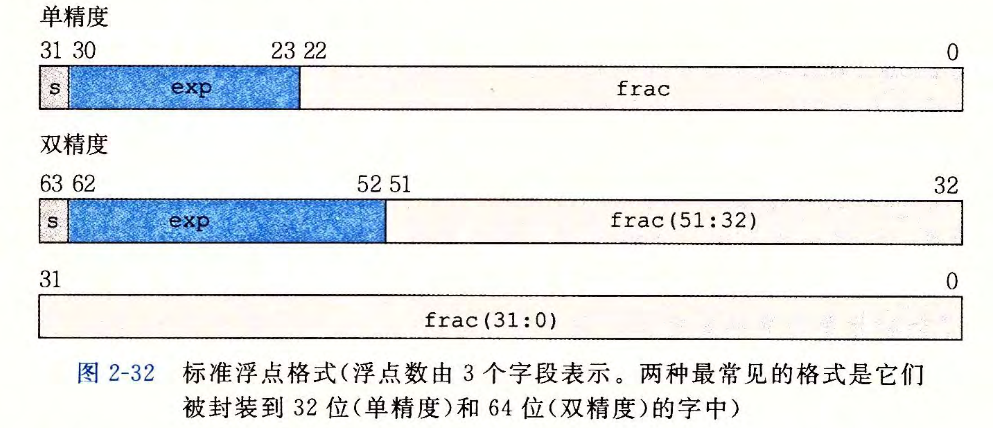 单精度
31 30 23 22 0
s exp frac
双精度
63 62 52 51 32
s exp frac(51:32)
31 0
frac(31:0)
图 2-32 标准浮点格式(浮点数由 3 个字段表示。两种最常见的格式是它们
被封装到 32 位(单精度)和 64 位(双精度)的字中)